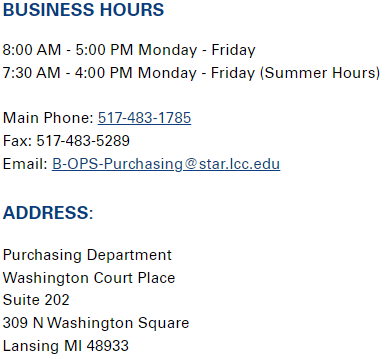 BUSINESS HOURS
8:00 AM - 5:00 PM Monday - Friday
7:30 AM - 4:00 PM Monday - Friday (Summer Hours)
Main Phone: 517-483-1785
Fax: 517-483-5289
Email: B-OPS-Purchasing@star.lcc.edu
ADDRESS:
Purchasing Department
Washington Court Place
Suite 202
309 N Washington Square
Lansing MI 48933